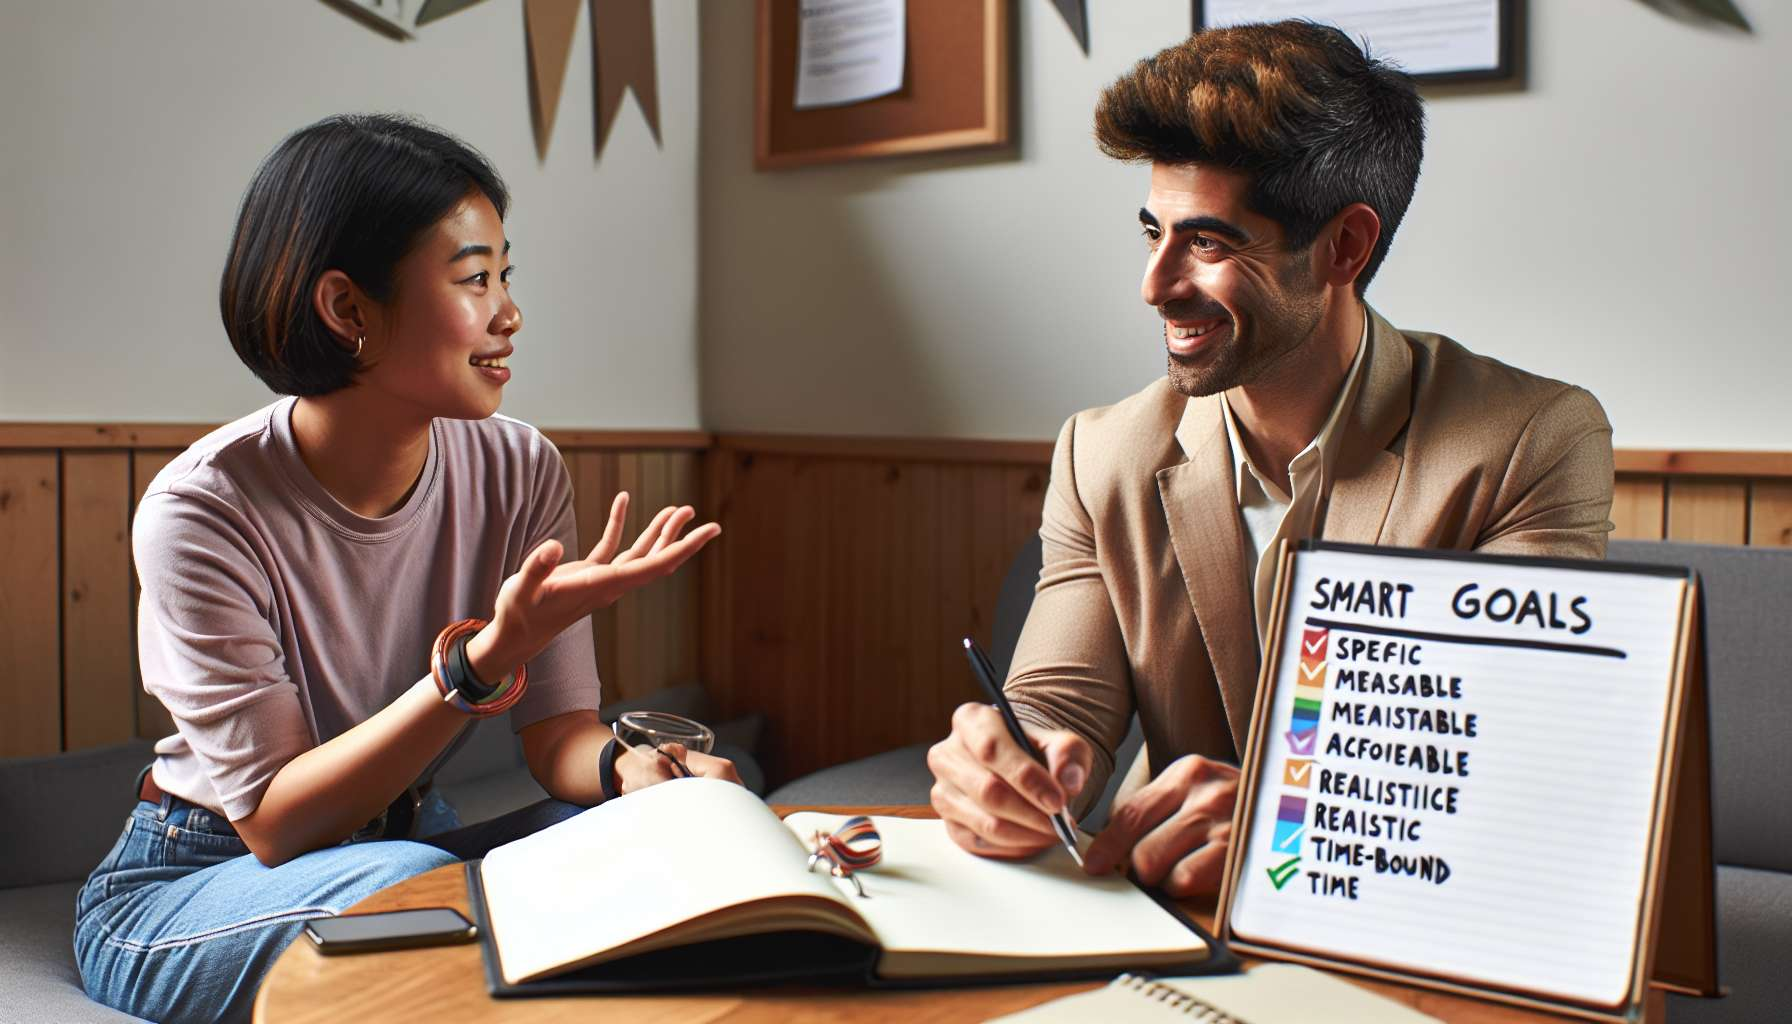 SMART GOALS
SPEFIC
MEASABLE
MEAISTABLE
ACFOIEABLE
REALISTIICE
REAISTIC
TIME-BOUND
TIME